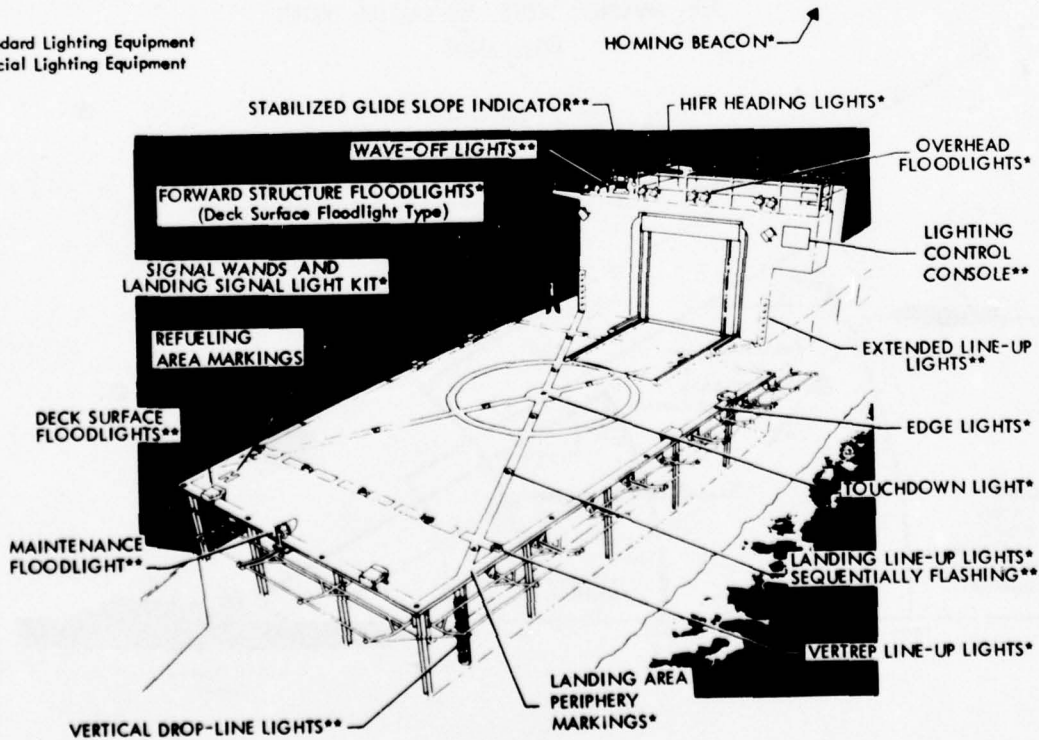 dard Lighting Equipment
cial Lighting Equipment
HOMING BEACON*
STABILIZED GLIDE SLOPE INDICATOR**
HIFR HEADING LIGHTS*
WAVE-OFF LIGHTS**
OVERHEAD
FLOODLIGHTS*
FORWARD STRUCTURE FLOODLIGHTS*
(Deck Surface Floodlight Type)
LIGHTING
CONTROL
CONSOLE**
SIGNAL WANDS AND
LANDING SIGNAL LIGHT KIT*
REFUELING
AREA MARKINGS
EXTENDED LINE-UP
LIGHTS**
DECK SURFACE
FLOODLIGHTS**
EDGE LIGHTS*
TOUCHDOWN LIGHT*
MAINTENANCE
FLOODLIGHT**
LANDING LINE-UP LIGHTS*
SEQUENTIALLY FLASHING**
VERTREP LINE-UP LIGHTS*
LANDING AREA
PERIPHERY
MARKINGS*
VERTICAL DROP-LINE LIGHTS**